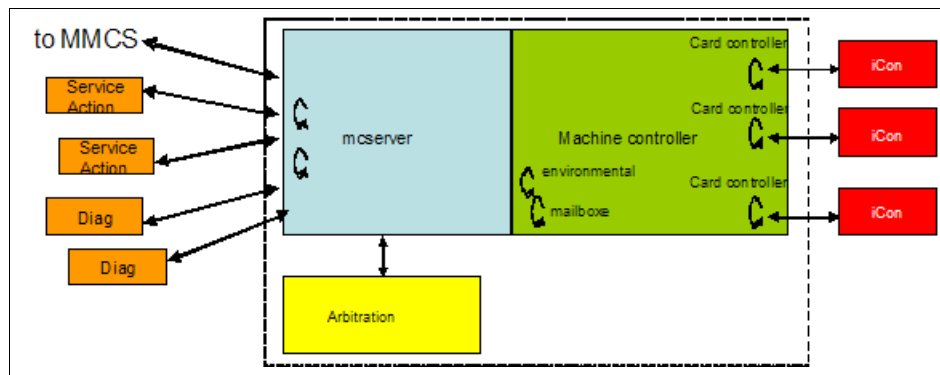 to MMCS
Service
Action
Service
Action
Diag
Diag
mcserver
Machine controller
environmental
mailboxe
Card controller
Card controller
Card controller
iCon
iCon
iCon
Arbitration